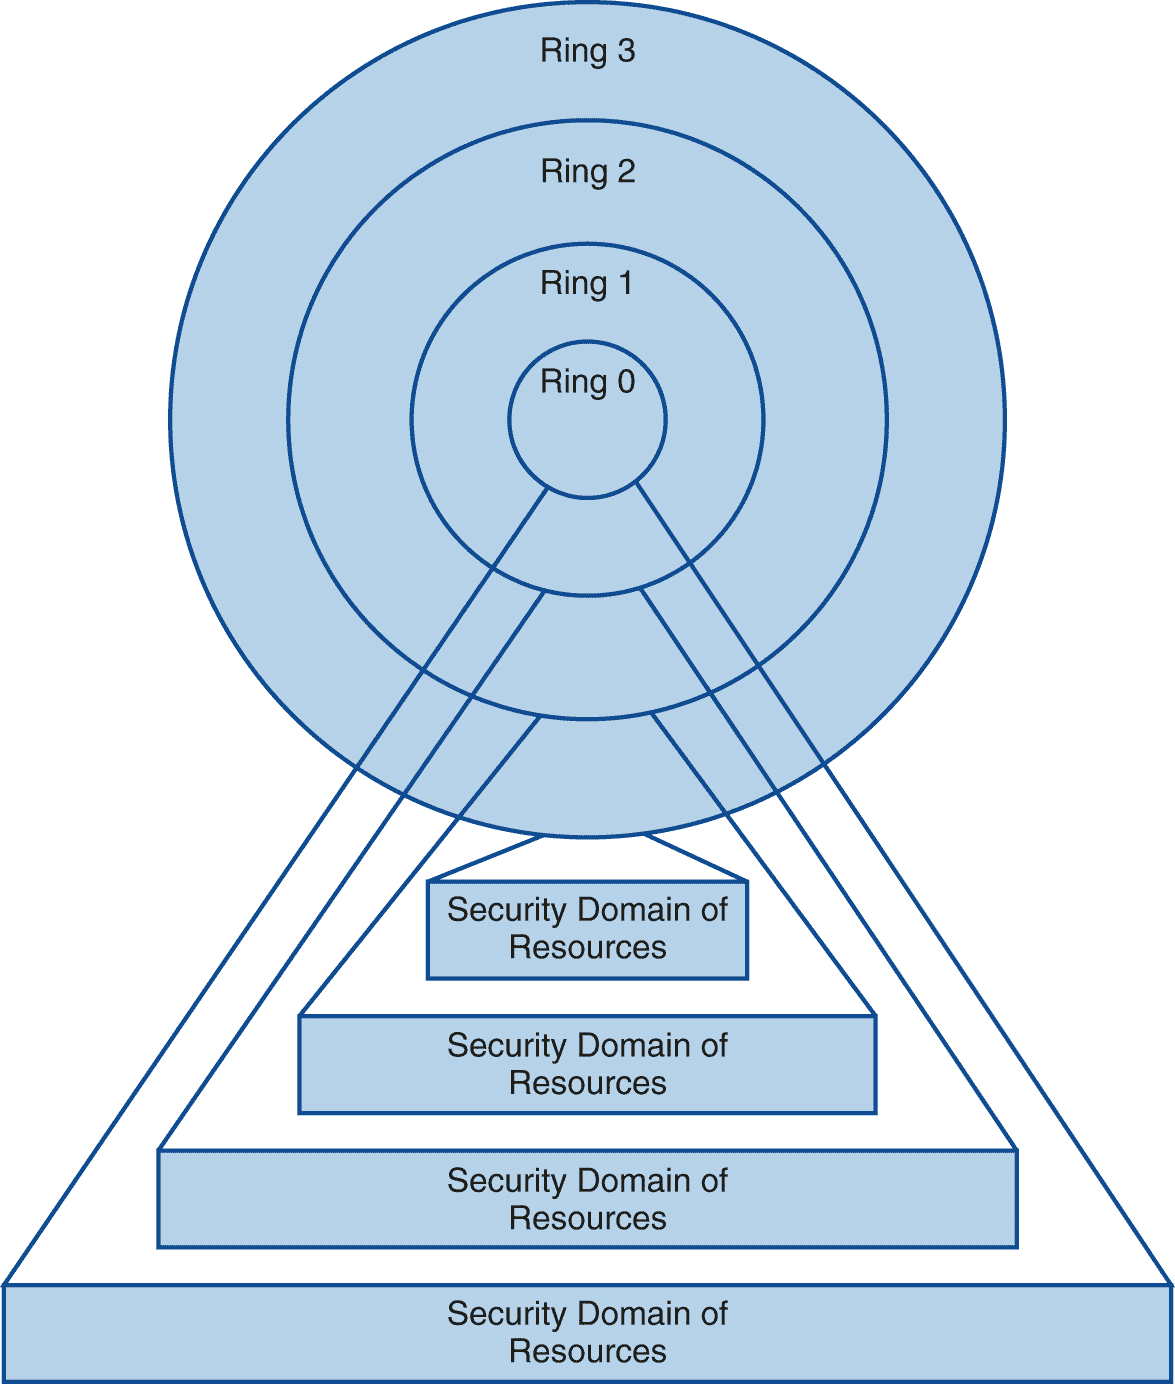 Ring 3
Ring 2
Ring 1
Ring 0
Security Domain of
Resources
Security Domain of
Resources
Security Domain of
Resources
Security Domain of
Resources